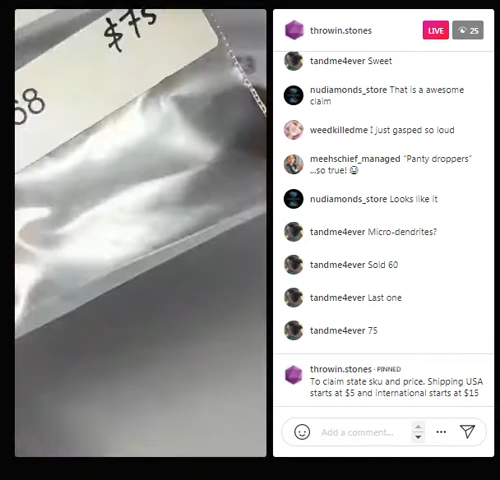 $75
68
throwin.stones
LIVE
25
tandme4ever Sweet
nudiamonds_store That is a awesome
claim
weedkilledme I just gasped so loud
meehschief_managed "Panty droppers"
...so true! 😂
nudiamonds_store Looks like it
tandme4ever Micro-dendrites?
tandme4ever Sold 60
tandme4ever Last one
tandme4ever 75
throwin.stones · PINNED
To claim state sku and price. Shipping USA
starts at $5 and international starts at $15
Add a comment...